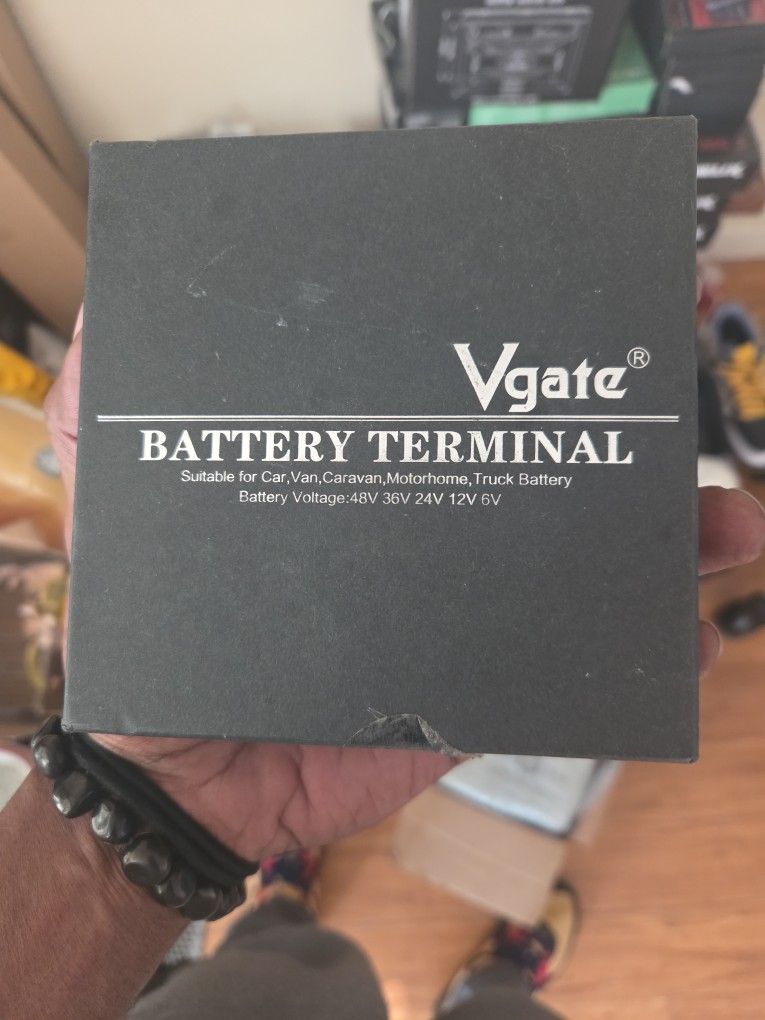 Vgate®
BATTERY TERMINAL
Suitable for Car,Van,Caravan,Motorhome,Truck Battery
Battery Voltage:48V 36V 24V 12V 6V